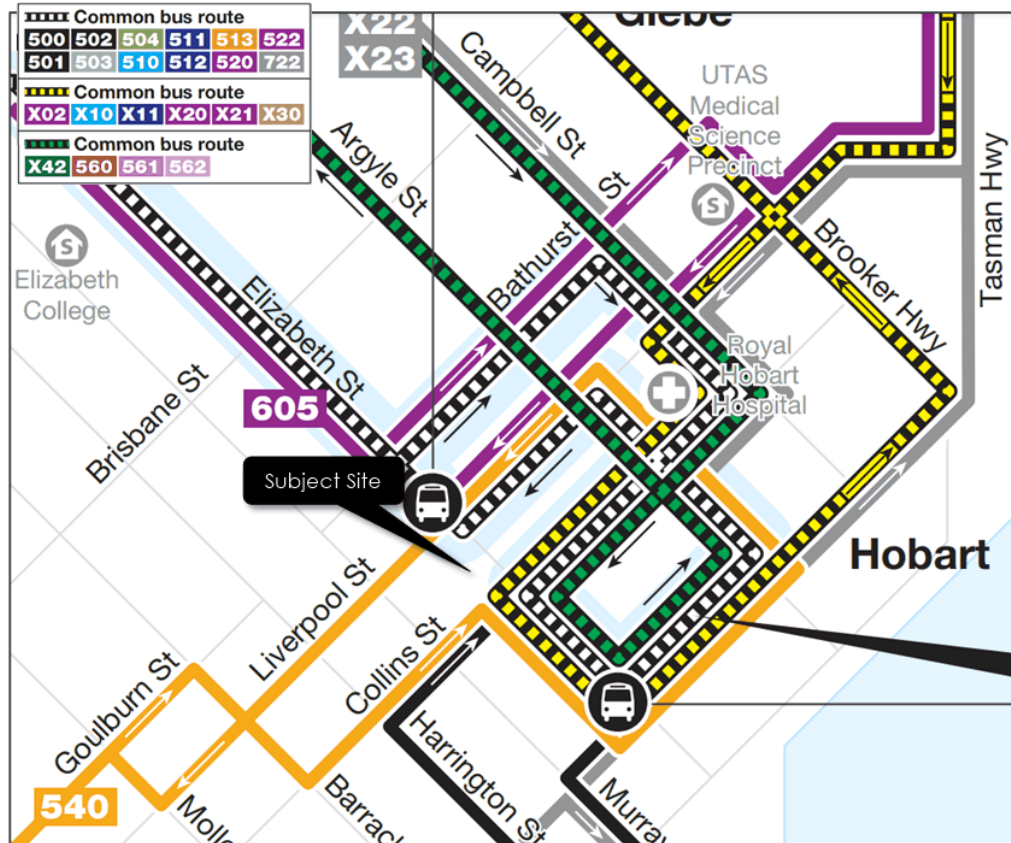 Common bus route
500 502 504 511 513 522
501 503 510 512 520 722
Common bus route
X02 X10 X11 X20 X21 X30
Common bus route
X42 560 561 562
X22
X23
Glebe
Campbell St
UTAS
Medical
Science
Precinct
S
Argyle St
St
Bathurst
Tasman Hwy
Brooker Hwy
S
Elizabeth
College
Elizabeth St
Royal
Hobart
Hospital
605
Brisbane St
Subject Site
Hobart
Liverpool St
Collins St
Goulburn St
Harrington St
540
Molle
Barrack
Murray